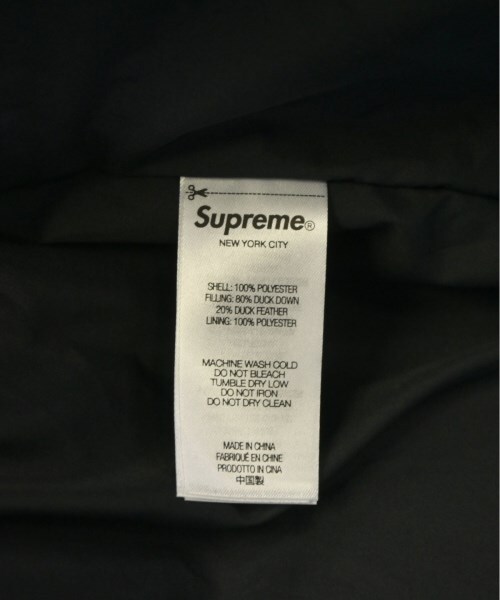 Supreme®
NEW YORK CITY
SHELL: 100% POLYESTER
FILLING: 80% DUCK DOWN
20% DUCK FEATHER
LINING: 100% POLYESTER
MACHINE WASH COLD
DO NOT BLEACH
TUMBLE DRY LOW
DO NOT IRON
DO NOT DRY CLEAN
MADE IN CHINA
FABRIQUÉ EN CHINE
PRODOTTO IN CINA
中国製